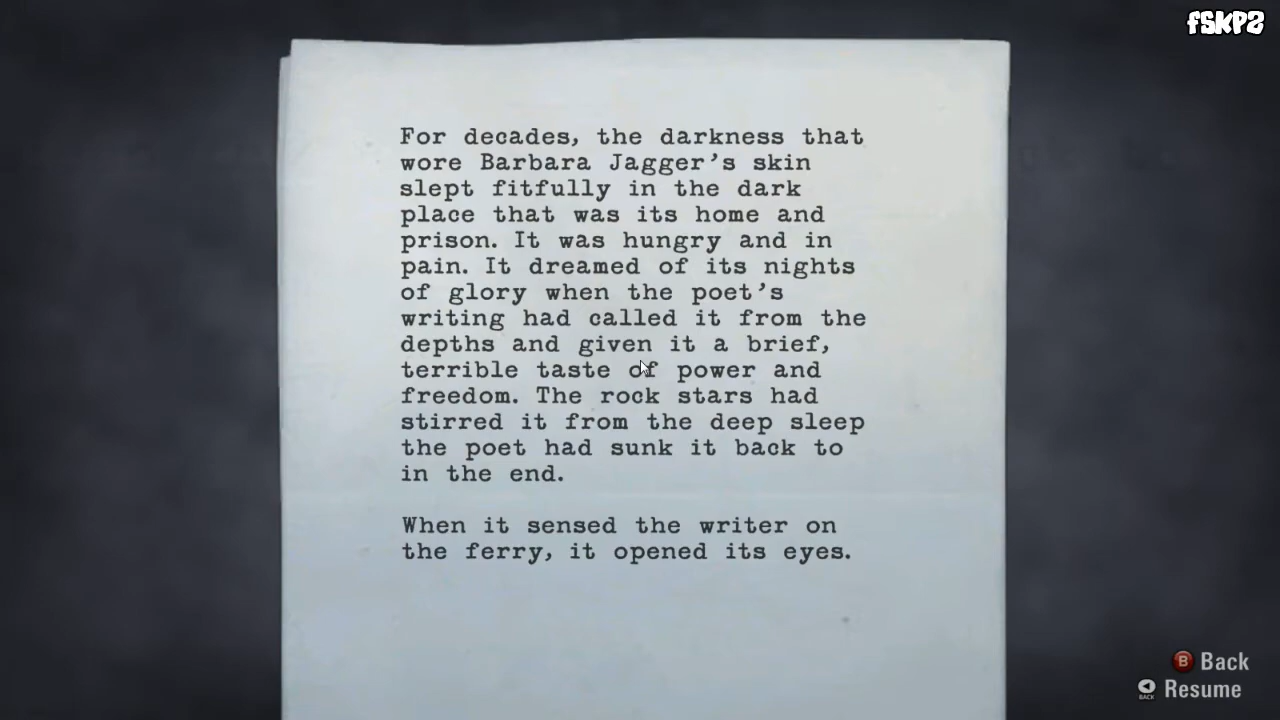 fSKPZ
For decades, the darkness that
wore Barbara Jagger’s skin
slept fitfully in the dark
place that was its home and
prison. It was hungry and in
pain. It dreamed of its nights
of glory when the poet’s
writing had called it from the
depths and given it a brief,
terrible taste of power and
freedom. The rock stars had
stirred it from the deep sleep
the poet had sunk it back to
in the end.
When it sensed the writer on
the ferry, it opened its eyes.
B Back
BACK Resume